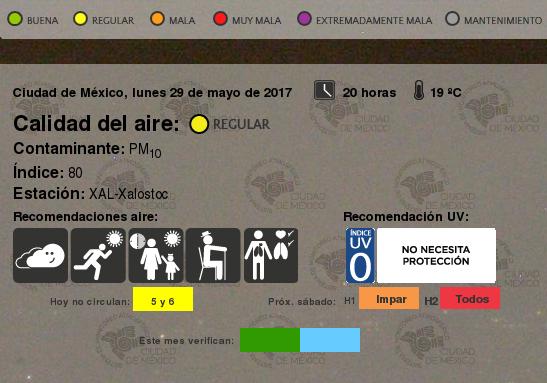 BUENA REGULAR MALA MUY MALA EXTREMADAMENTE MALA MANTENIMIENTO
Ciudad de México, lunes 29 de mayo de 2017 20 horas 19 ºC
Calidad del aire: REGULAR
Contaminante: PM10
Índice: 80
Estación: XAL-Xalostoc
Recomendaciones aire: Recomendación UV:
ÍNDICE
UV
0
NO NECESITA
PROTECCIÓN
Hoy no circulan: 5 y 6 Próx. sábado: H1 Impar H2 Todos
Este mes verifican:
CIUDAD
DE MÉXICO